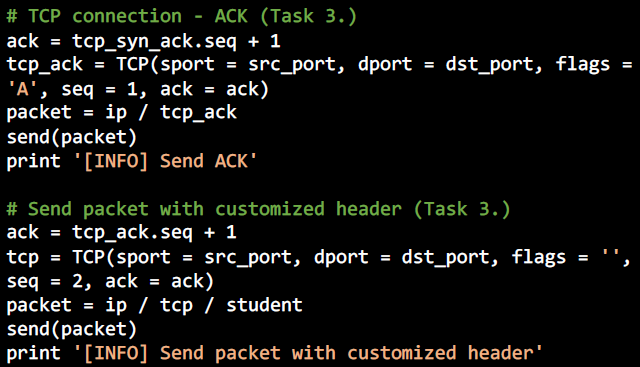 # TCP connection - ACK (Task 3.)
ack = tcp_syn_ack.seq + 1
tcp_ack = TCP(sport = src_port, dport = dst_port, flags =
'A', seq = 1, ack = ack)
packet = ip / tcp_ack
send(packet)
print '[INFO] Send ACK'

# Send packet with customized header (Task 3.)
ack = tcp_ack.seq + 1
tcp = TCP(sport = src_port, dport = dst_port, flags = '',
seq = 2, ack = ack)
packet = ip / tcp / student
send(packet)
print '[INFO] Send packet with customized header'